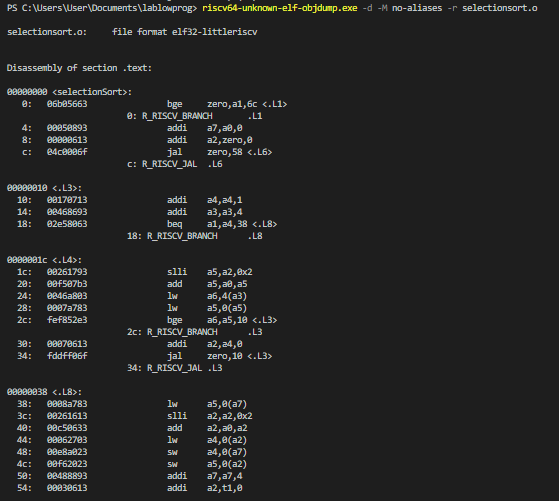 PS C:\Users\User\Documents\lablowprog> riscv64-unknown-elf-objdump.exe -d -M no-aliases -r selectionsort.o
selectionsort.o:     file format elf32-littleriscv
Disassembly of section .text:
00000000 <selectionSort>:
0:   06b05663   bge   zero,a1,6c <.L1>
0: R_RISCV_BRANCH   .L1
4:   00050893   addi   a7,a0,0
8:   00000613   addi   a2,zero,0
c:   04c0006f   jal   zero,58 <.L6>
c: R_RISCV_JAL   .L6
00000010 <.L3>:
10:   00170713   addi   a4,a4,1
14:   00468693   addi   a3,a3,4
18:   02e58063   beq   a1,a4,38 <.L8>
18: R_RISCV_BRANCH   .L8
0000001c <.L4>:
1c:   00261793   slli   a5,a2,0x2
20:   00f507b3   add   a5,a0,a5
24:   0046a803   lw   a6,4(a3)
28:   0007a783   lw   a5,0(a5)
2c:   fef852e3   bge   a6,a5,10 <.L3>
2c: R_RISCV_BRANCH   .L3
30:   00070613   addi   a2,a4,0
34:   fddff06f   jal   zero,10 <.L3>
34: R_RISCV_JAL   .L3
00000038 <.L8>:
38:   0008a783   lw   a5,0(a7)
3c:   00261613   slli   a2,a2,0x2
40:   00c50633   add   a2,a0,a2
44:   00062703   lw   a4,0(a2)
48:   00e8a023   sw   a4,0(a7)
4c:   00f62023   sw   a5,0(a2)
50:   00488893   addi   a7,a7,4
54:   00030613   addi   a2,t1,0